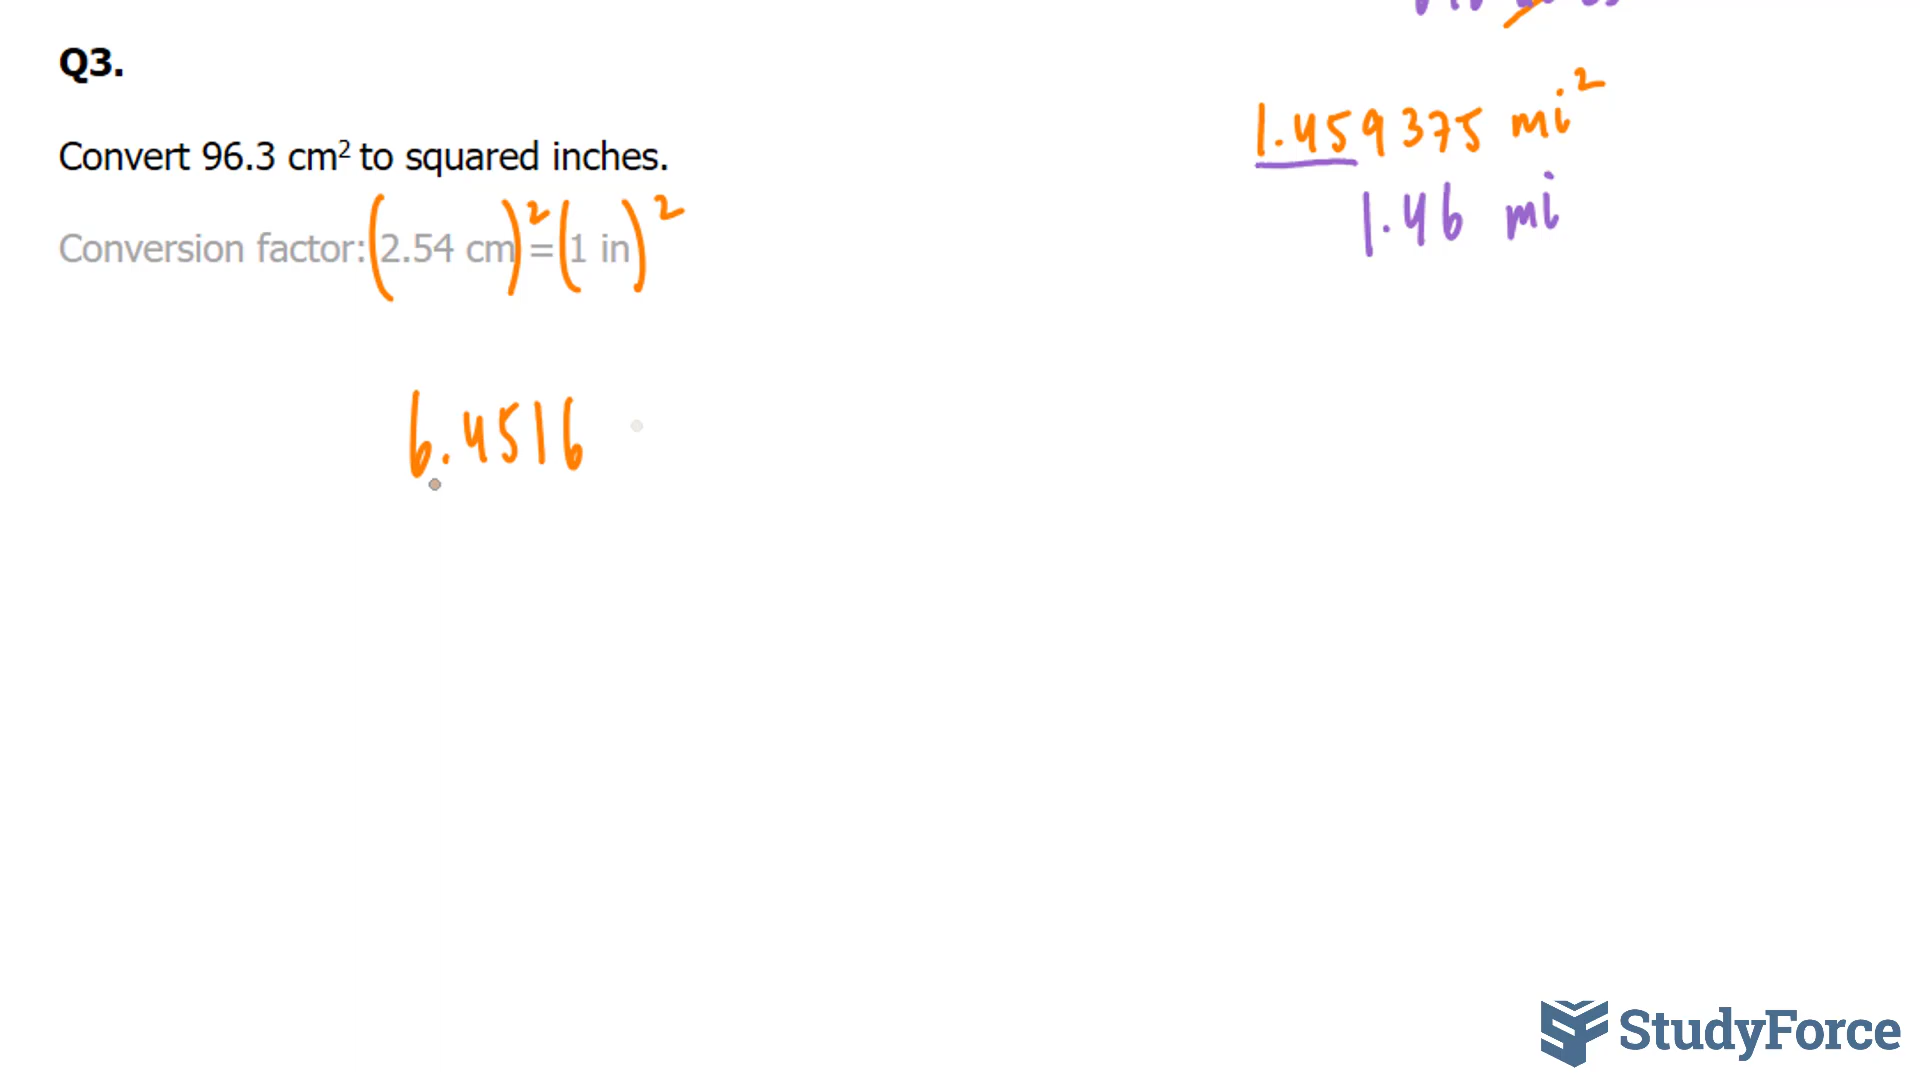 Q3.
Convert 96.3 cm² to squared inches.
Conversion factor: (2.54 cm)² = (1 in)²
6.4516
1.459375 mi²
1.46 mi
StudyForce